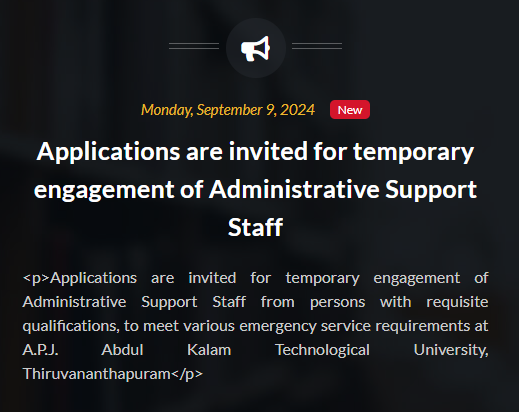 Monday, September 9, 2024 New
Applications are invited for temporary
engagement of Administrative Support
Staff
<p>Applications are invited for temporary engagement of
Administrative Support Staff from persons with requisite
qualifications, to meet various emergency service requirements at
A.P.J. Abdul Kalam Technological University,
Thiruvananthapuram</p>